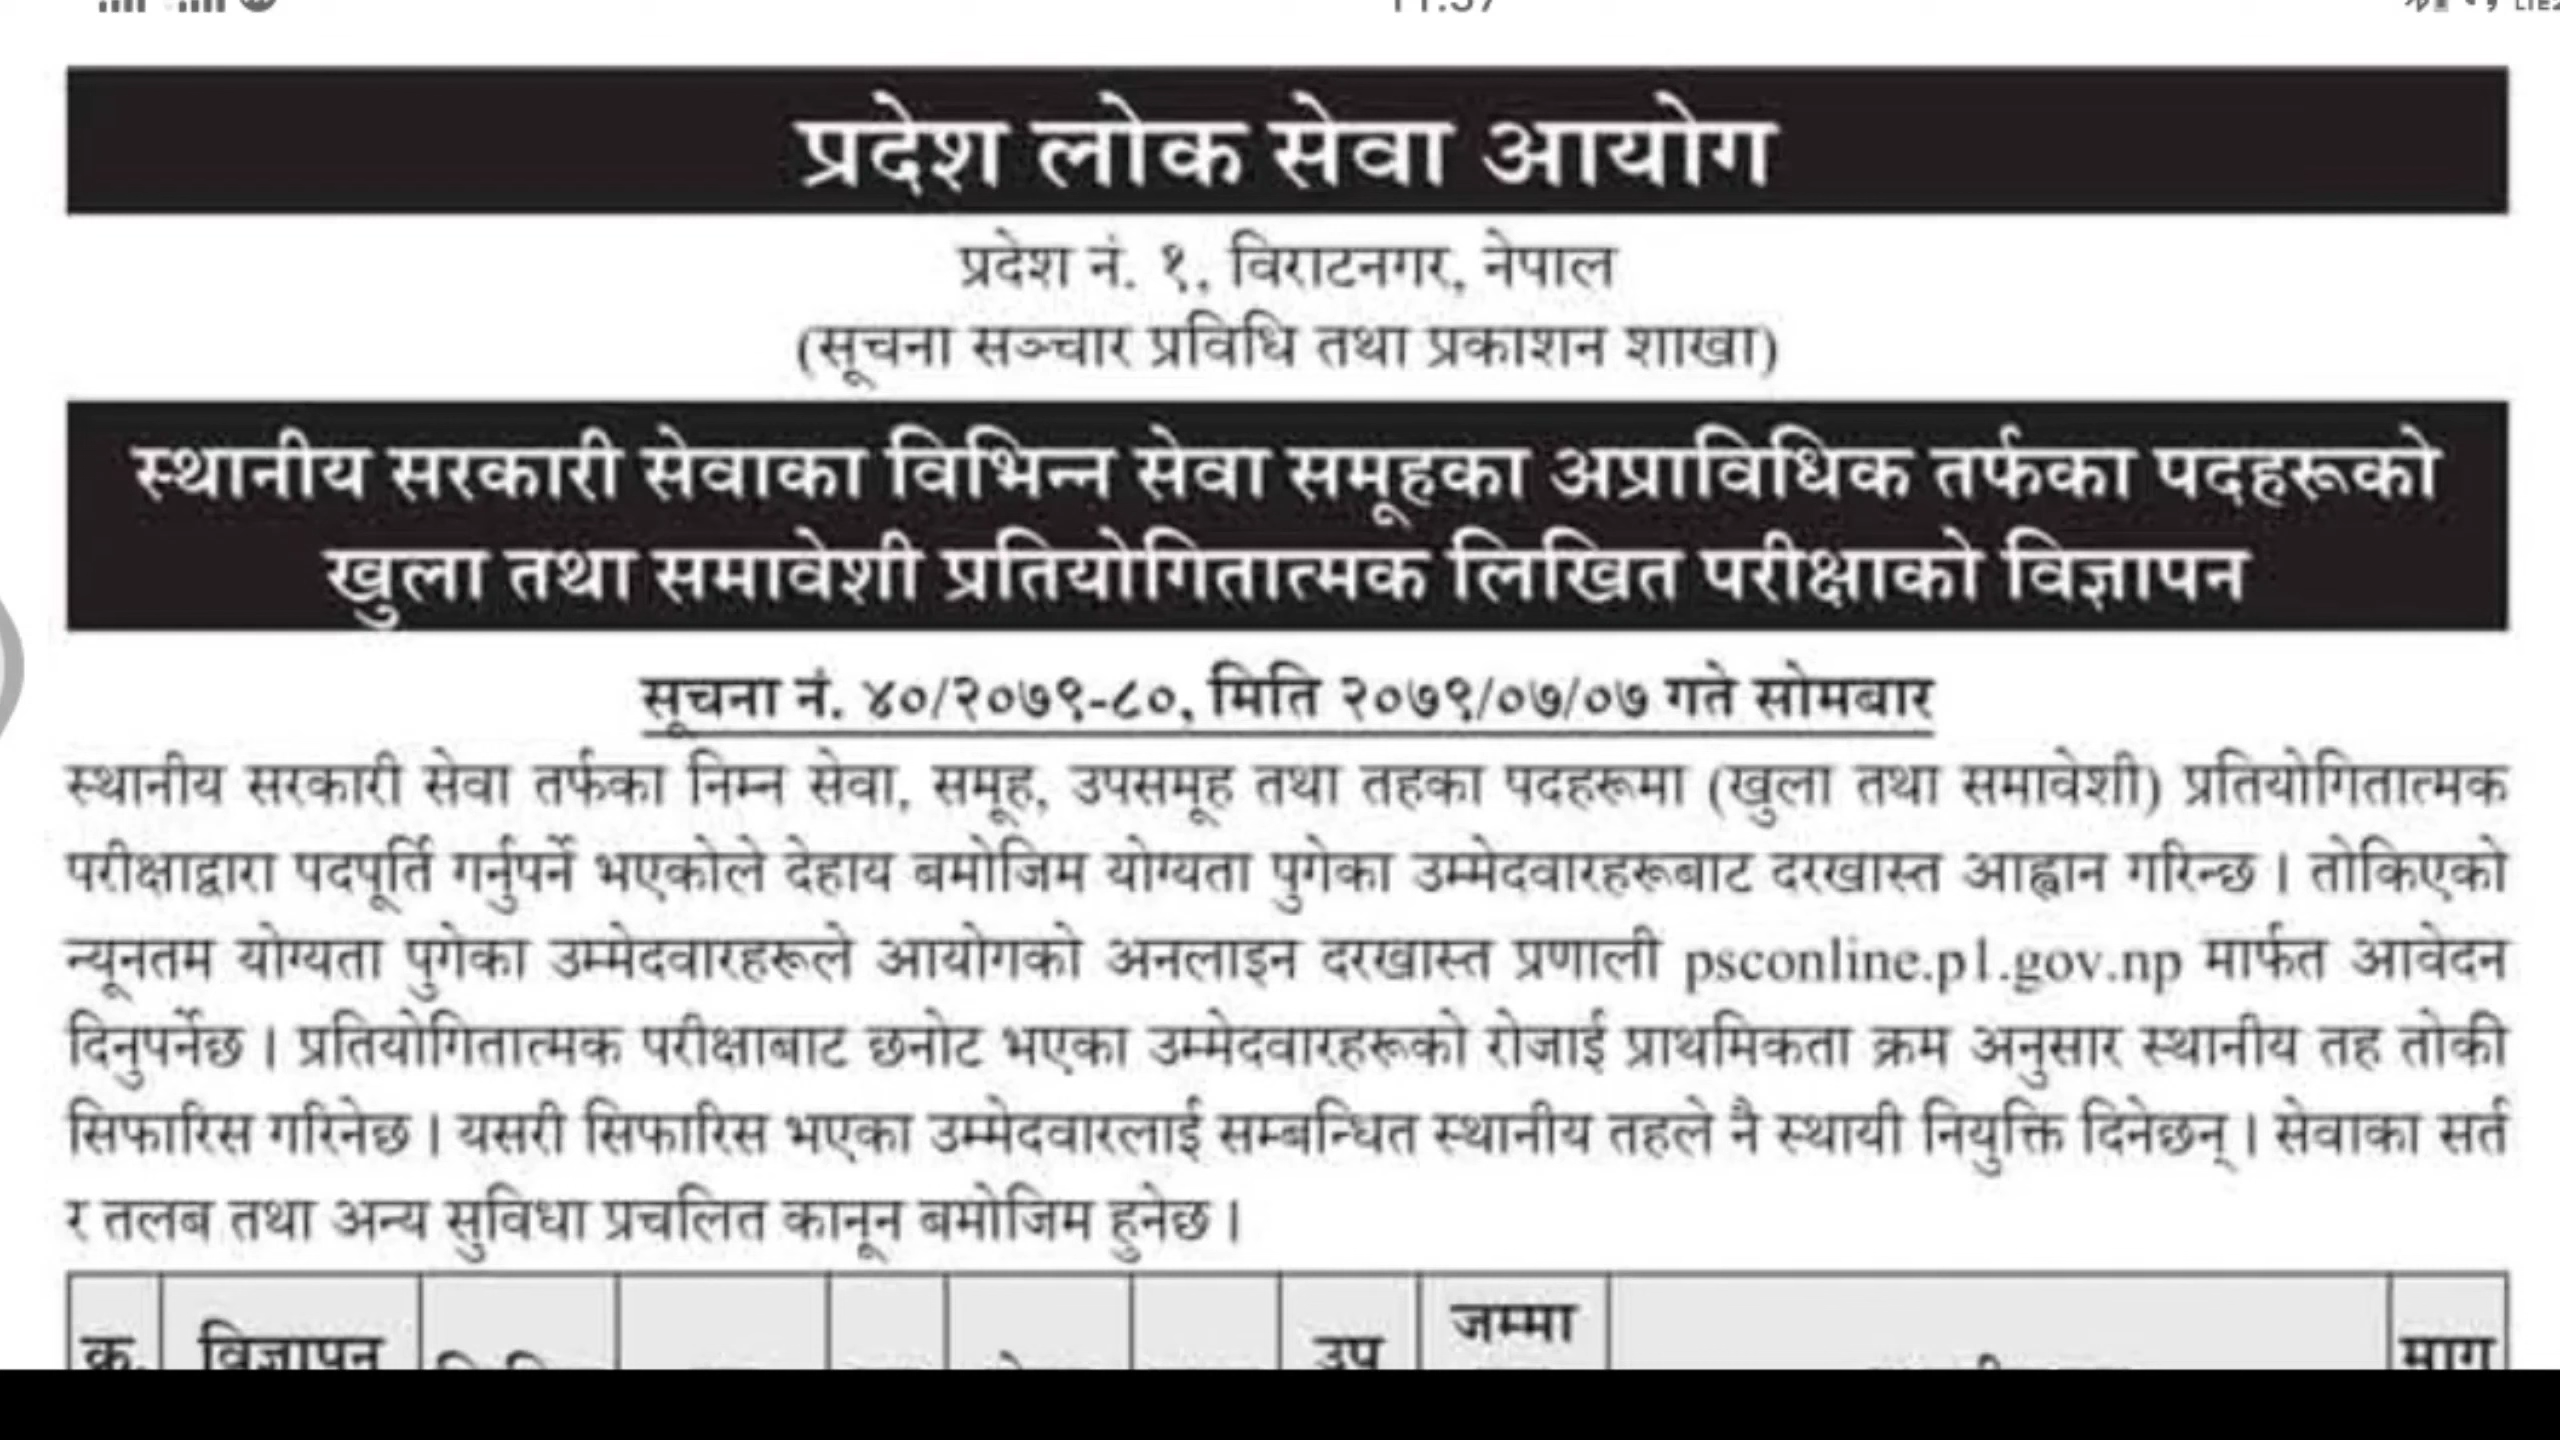 प्रदेश लोक सेवा आयोग
प्रदेश नं. १, विराटनगर, नेपाल
(सूचना सञ्चार प्रविधि तथा प्रकाशन शाखा)
स्थानीय सरकारी सेवाका विभिन्न सेवा समूहका अप्राविधिक तर्फका पदहरूको
खुला तथा समावेशी प्रतियोगितात्मक लिखित परीक्षाको विज्ञापन
सूचना नं. ४०/२०७९-८०, मिति २०७९/०७/०७ गते सोमबार
स्थानीय सरकारी सेवा तर्फका निम्न सेवा, समूह, उपसमूह तथा तहका पदहरूमा (खुला तथा समावेशी) प्रतियोगितात्मक
परीक्षाद्वारा पदपूर्ति गर्नुपर्ने भएकोले देहाय बमोजिम योग्यता पुगेका उम्मेदवारहरूबाट दरखास्त आह्वान गरिन्छ । तोकिएको
न्यूनतम योग्यता पुगेका उम्मेदवारहरूले आयोगको अनलाइन दरखास्त प्रणाली psconline.p1.gov.np मार्फत आवेदन
दिनुपर्नेछ । प्रतियोगितात्मक परीक्षाबाट छनोट भएका उम्मेदवारहरूको रोजाई प्राथमिकता क्रम अनुसार स्थानीय तह तोकी
सिफारिस गरिनेछ । यसरी सिफारिस भएका उम्मेदवारलाई सम्बन्धित स्थानीय तहले नै स्थायी नियुक्ति दिनेछन् । सेवाका सर्त
र तलब तथा अन्य सुविधा प्रचलित कानून बमोजिम हुनेछ ।
क्र. विज्ञापन उप जम्मा माग